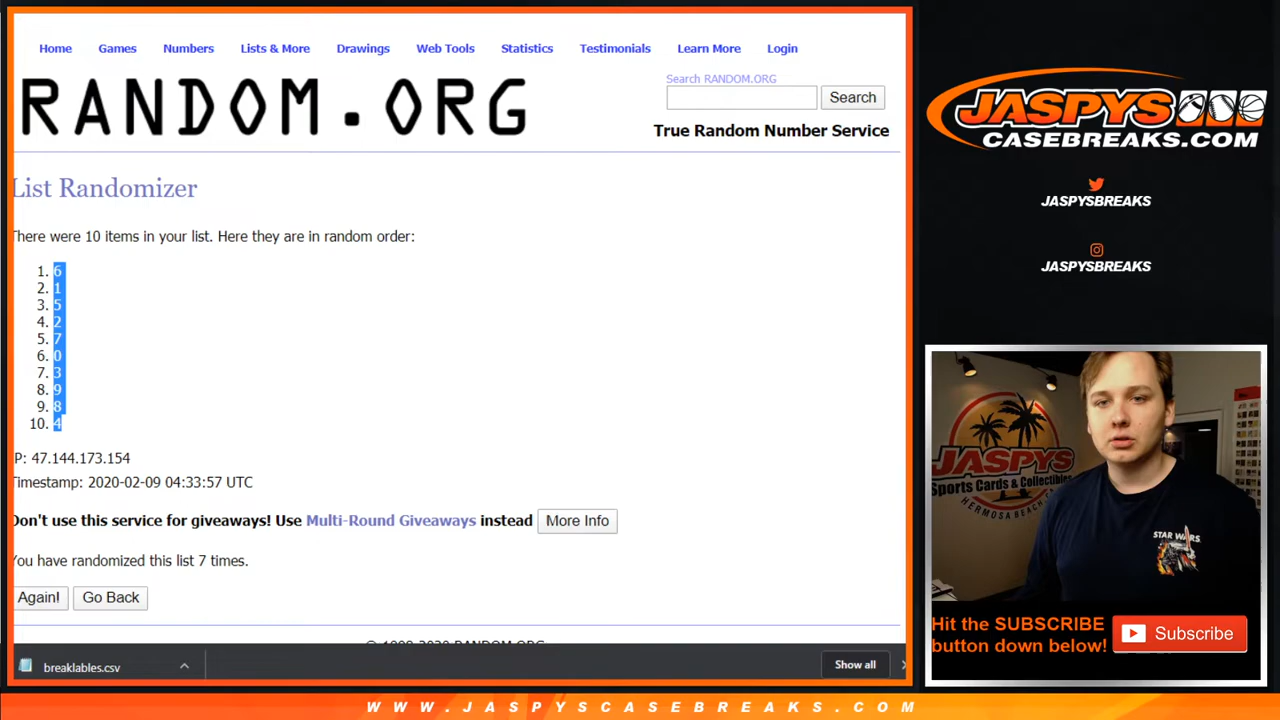 Home Games Numbers Lists & More Drawings Web Tools Statistics Testimonials Learn More Login
RANDOM.ORG
Search RANDOM.ORG
Search
True Random Number Service
List Randomizer
There were 10 items in your list. Here they are in random order:
1. 6
2. 1
3. 5
4. 2
5. 7
6. 0
7. 3
8. 9
9. 8
10. 4
P: 47.144.173.154
Timestamp: 2020-02-09 04:33:57 UTC
Don't use this service for giveaways! Use Multi-Round Giveaways instead More Info
You have randomized this list 7 times.
Again! Go Back
breaklables.csv
Show all
JASPYS
CASEBREAKS.COM
JASPYSBREAKS
JASPYSBREAKS
JASPYS
Sports Cards & Collectibles
HERMOSA BEACH
STAR WARS
Hit the SUBSCRIBE
button down below!
Subscribe
WWW.JASPYSCASEBREAKS.COM